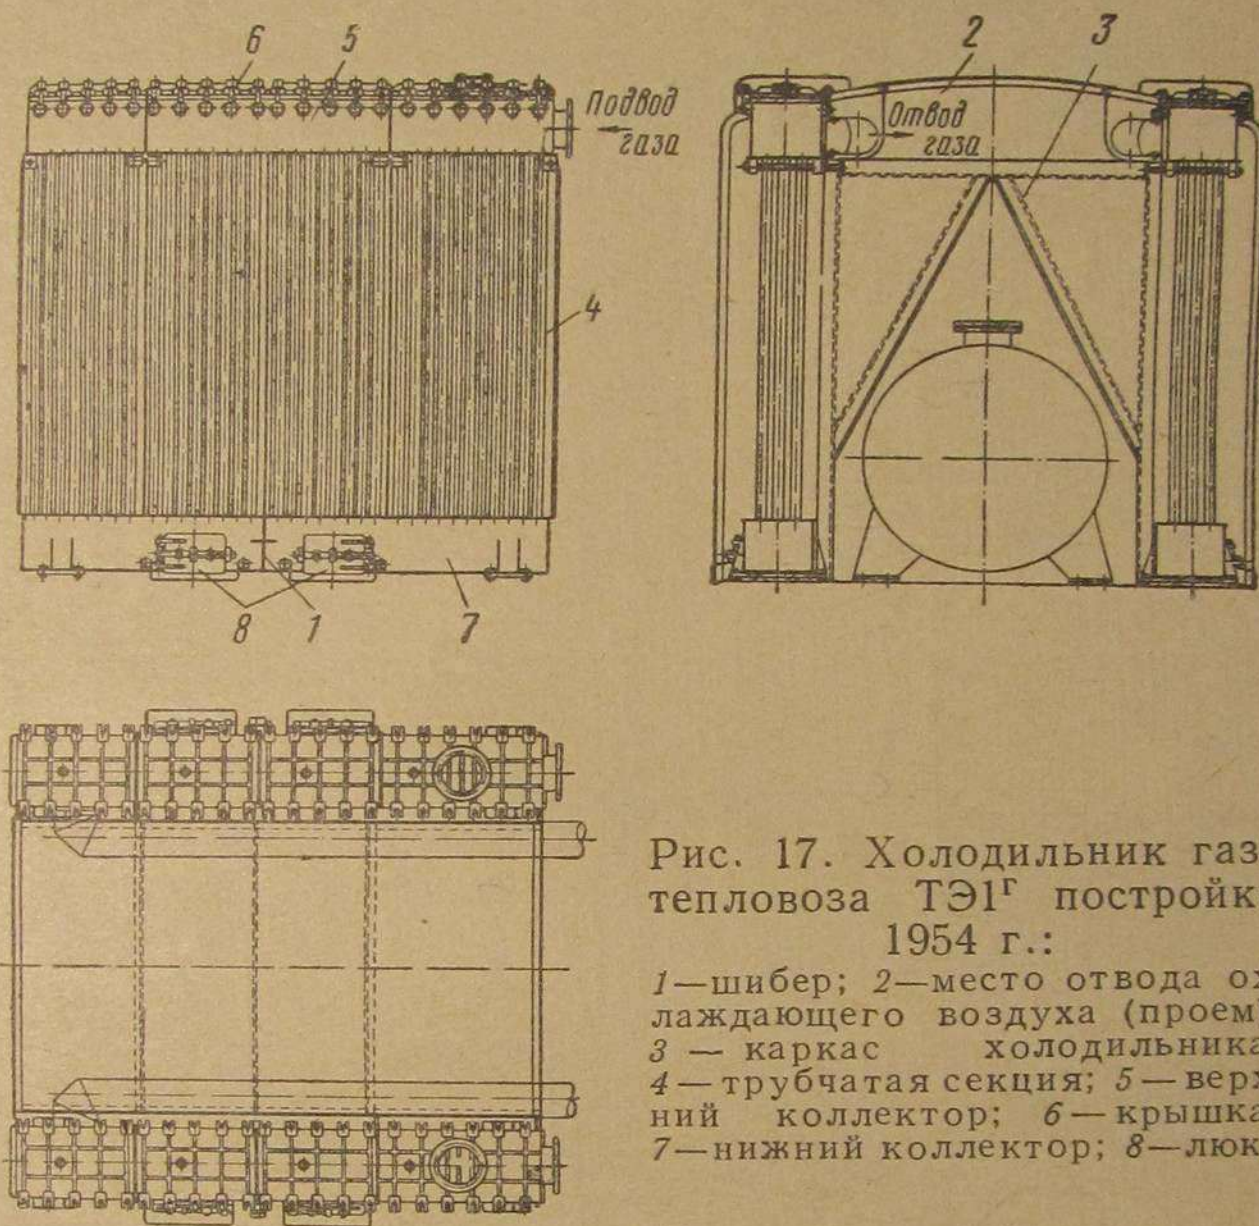 6 5
Подвод
газа
4
8 1 7
2 3
Отвод
газа
Рис. 17. Холодильник газ
тепловоза ТЭ1г постройк
1954 г.:
1—шибер; 2—место отвода ох
лаждающего воздуха (проем
3 — каркас холодильника
4 — трубчатая секция; 5 — верх
ний коллектор; 6 — крышка
7—нижний коллектор; 8—люк